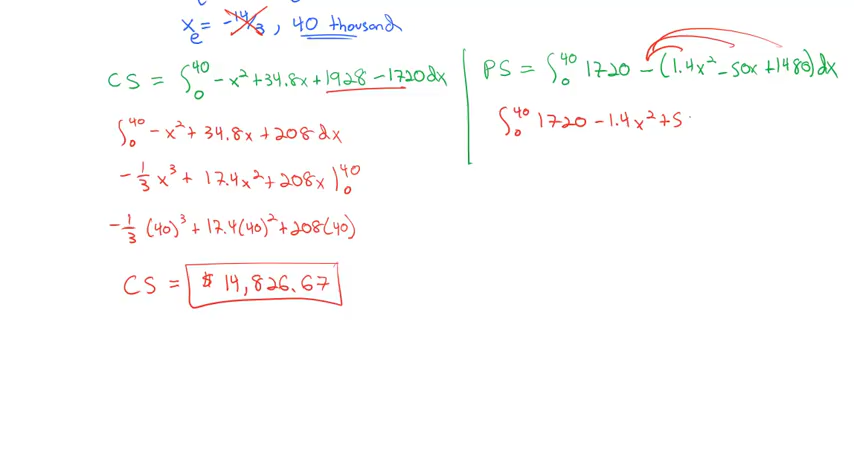 x_e = -14/3 , 40 thousand
CS = ∫₀⁴⁰ -x² + 34.8x + 1928 - 1720 dx
∫₀⁴⁰ -x² + 34.8x + 208 dx
-1/3 x³ + 17.4x² + 208x |₀⁴⁰
-1/3 (40)³ + 17.4(40)² + 208(40)
CS = $ 14,826.67
PS = ∫₀⁴⁰ 1720 - (1.4x² - 50x + 1480) dx
∫₀⁴⁰ 1720 - 1.4x² + 5